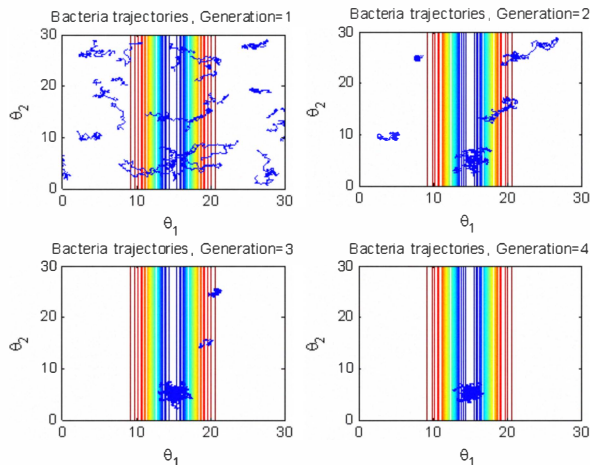 Bacteria trajectories, Generation=1
Bacteria trajectories, Generation=2
30
20
10
0
θ₂
0
10
20
30
θ₁
30
20
10
0
θ₂
0
10
20
30
θ₁
Bacteria trajectories, Generation=3
Bacteria trajectories, Generation=4
30
20
10
0
θ₂
0
10
20
30
θ₁
30
20
10
0
θ₂
0
10
20
30
θ₁